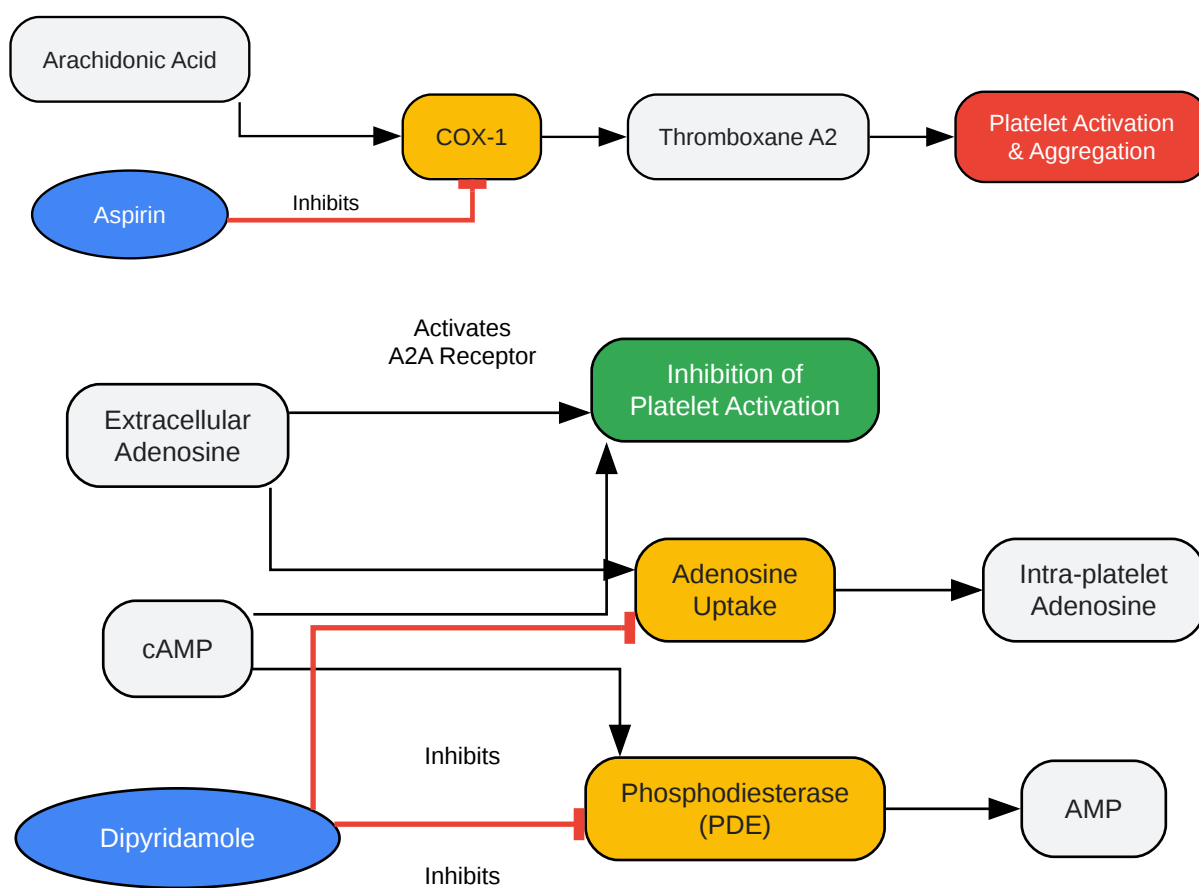 Arachidonic Acid
COX-1
Thromboxane A2
Platelet Activation
& Aggregation
Aspirin
Inhibits
Activates
A2A Receptor
Inhibition of
Platelet Activation
Extracellular
Adenosine
Adenosine
Uptake
Intra-platelet
Adenosine
cAMP
Inhibits
Phosphodiesterase
(PDE)
AMP
Dipyridamole
Inhibits